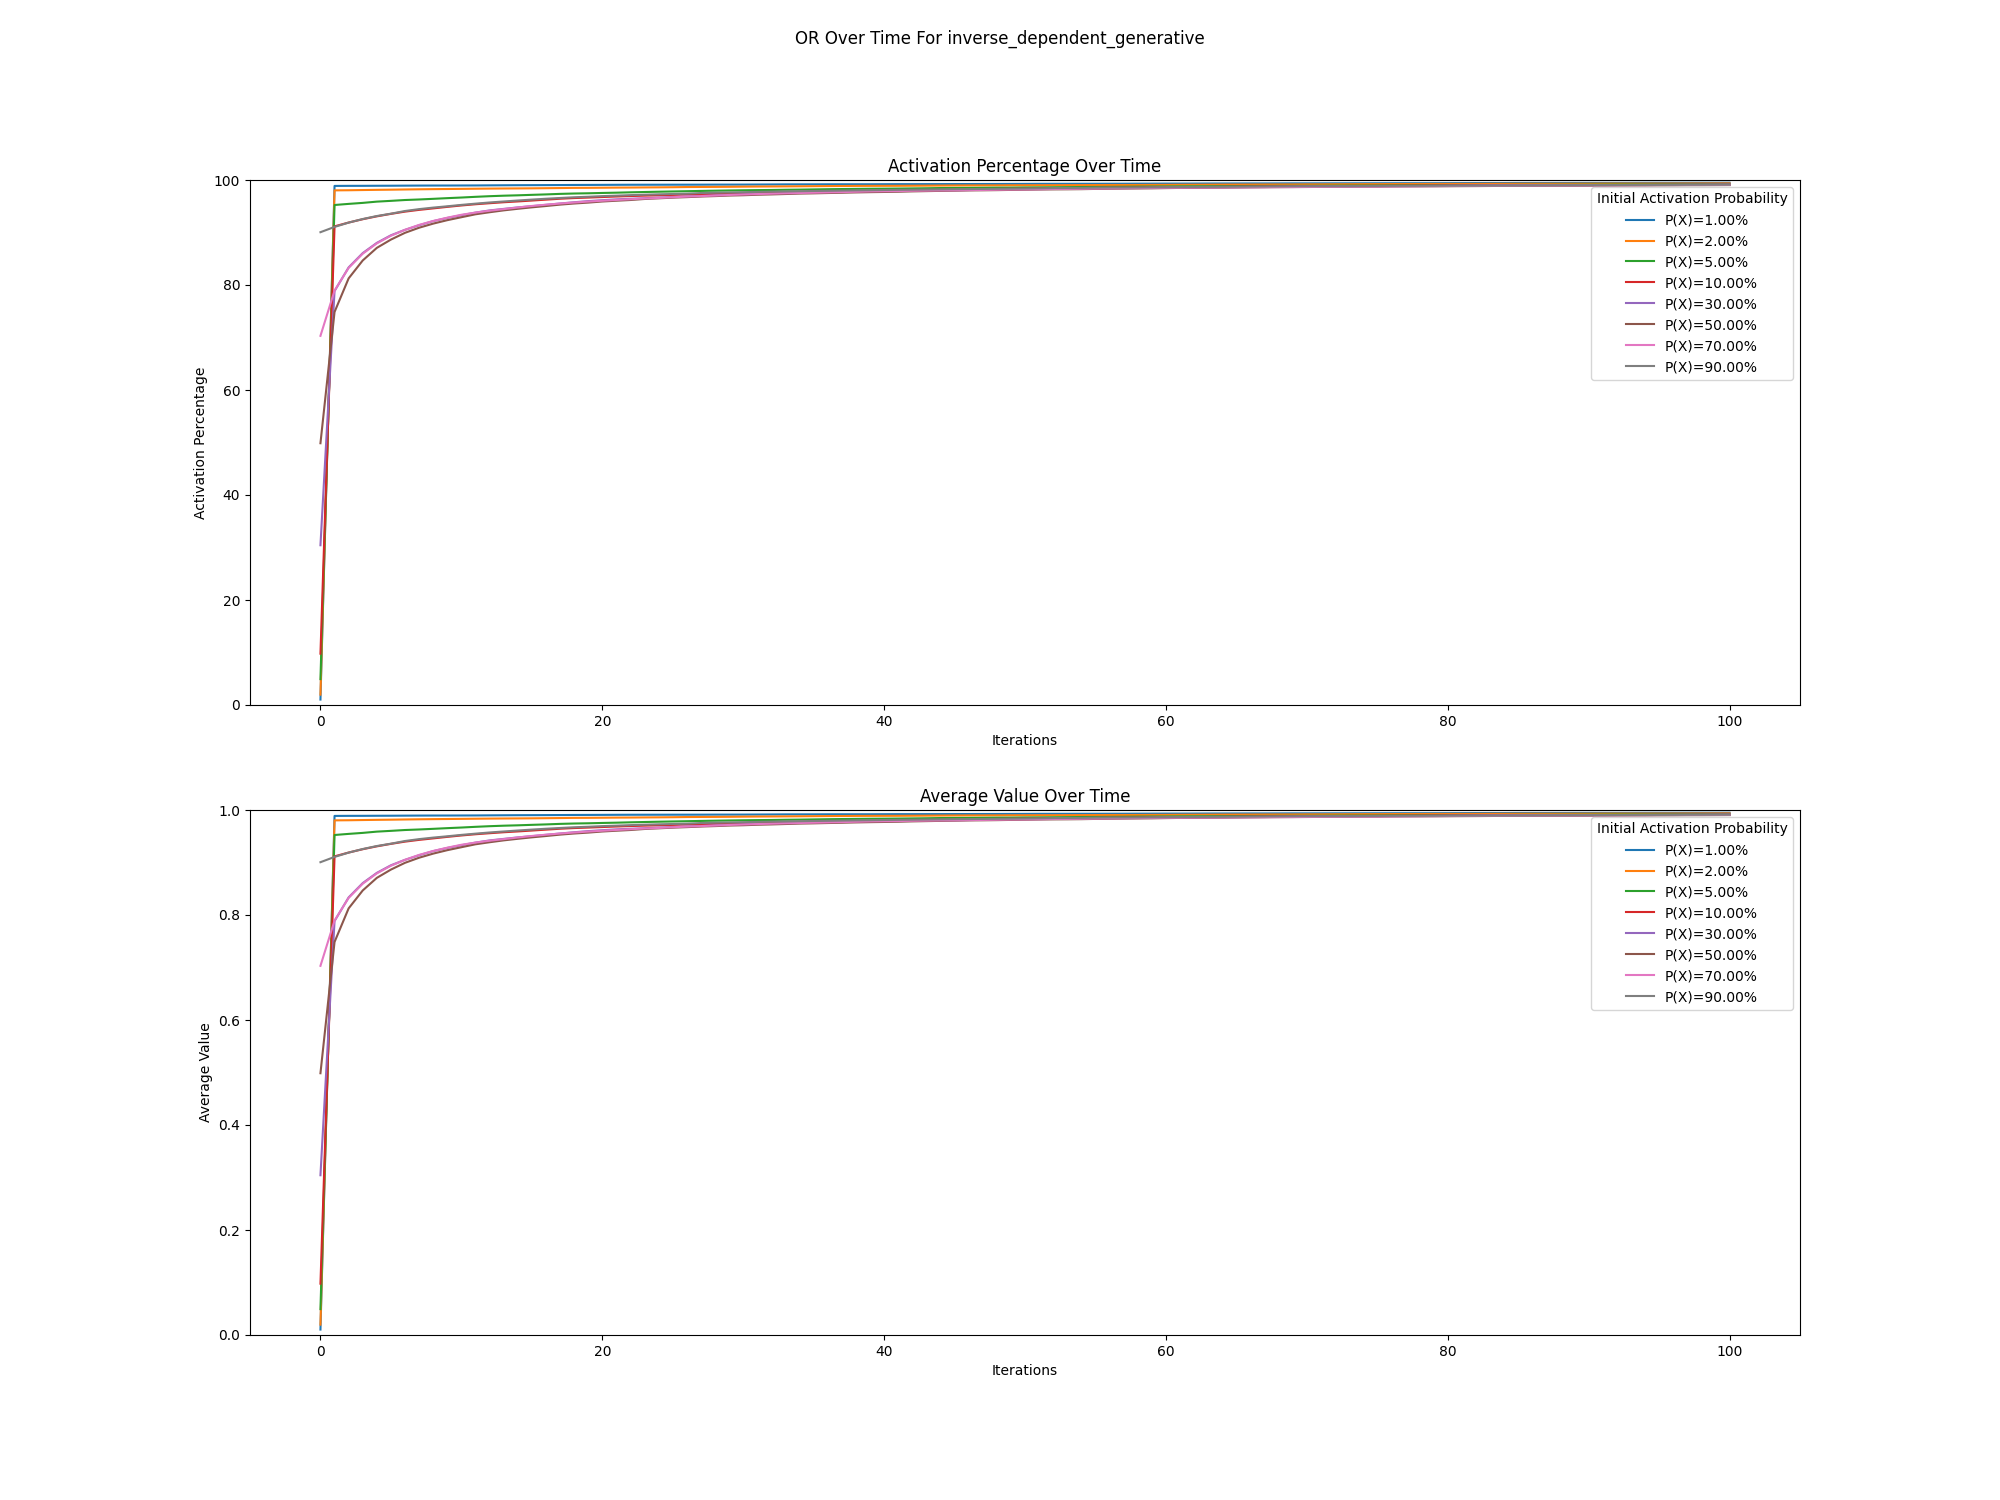 OR Over Time For inverse_dependent_generative
Activation Percentage Over Time
100
80
60
40
20
0
Activation Percentage
Initial Activation Probability
P(X)=1.00%
P(X)=2.00%
P(X)=5.00%
P(X)=10.00%
P(X)=30.00%
P(X)=50.00%
P(X)=70.00%
P(X)=90.00%
0 20 40 60 80 100
Iterations
Average Value Over Time
1.0
0.8
0.6
0.4
0.2
0.0
Average Value
Initial Activation Probability
P(X)=1.00%
P(X)=2.00%
P(X)=5.00%
P(X)=10.00%
P(X)=30.00%
P(X)=50.00%
P(X)=70.00%
P(X)=90.00%
0 20 40 60 80 100
Iterations